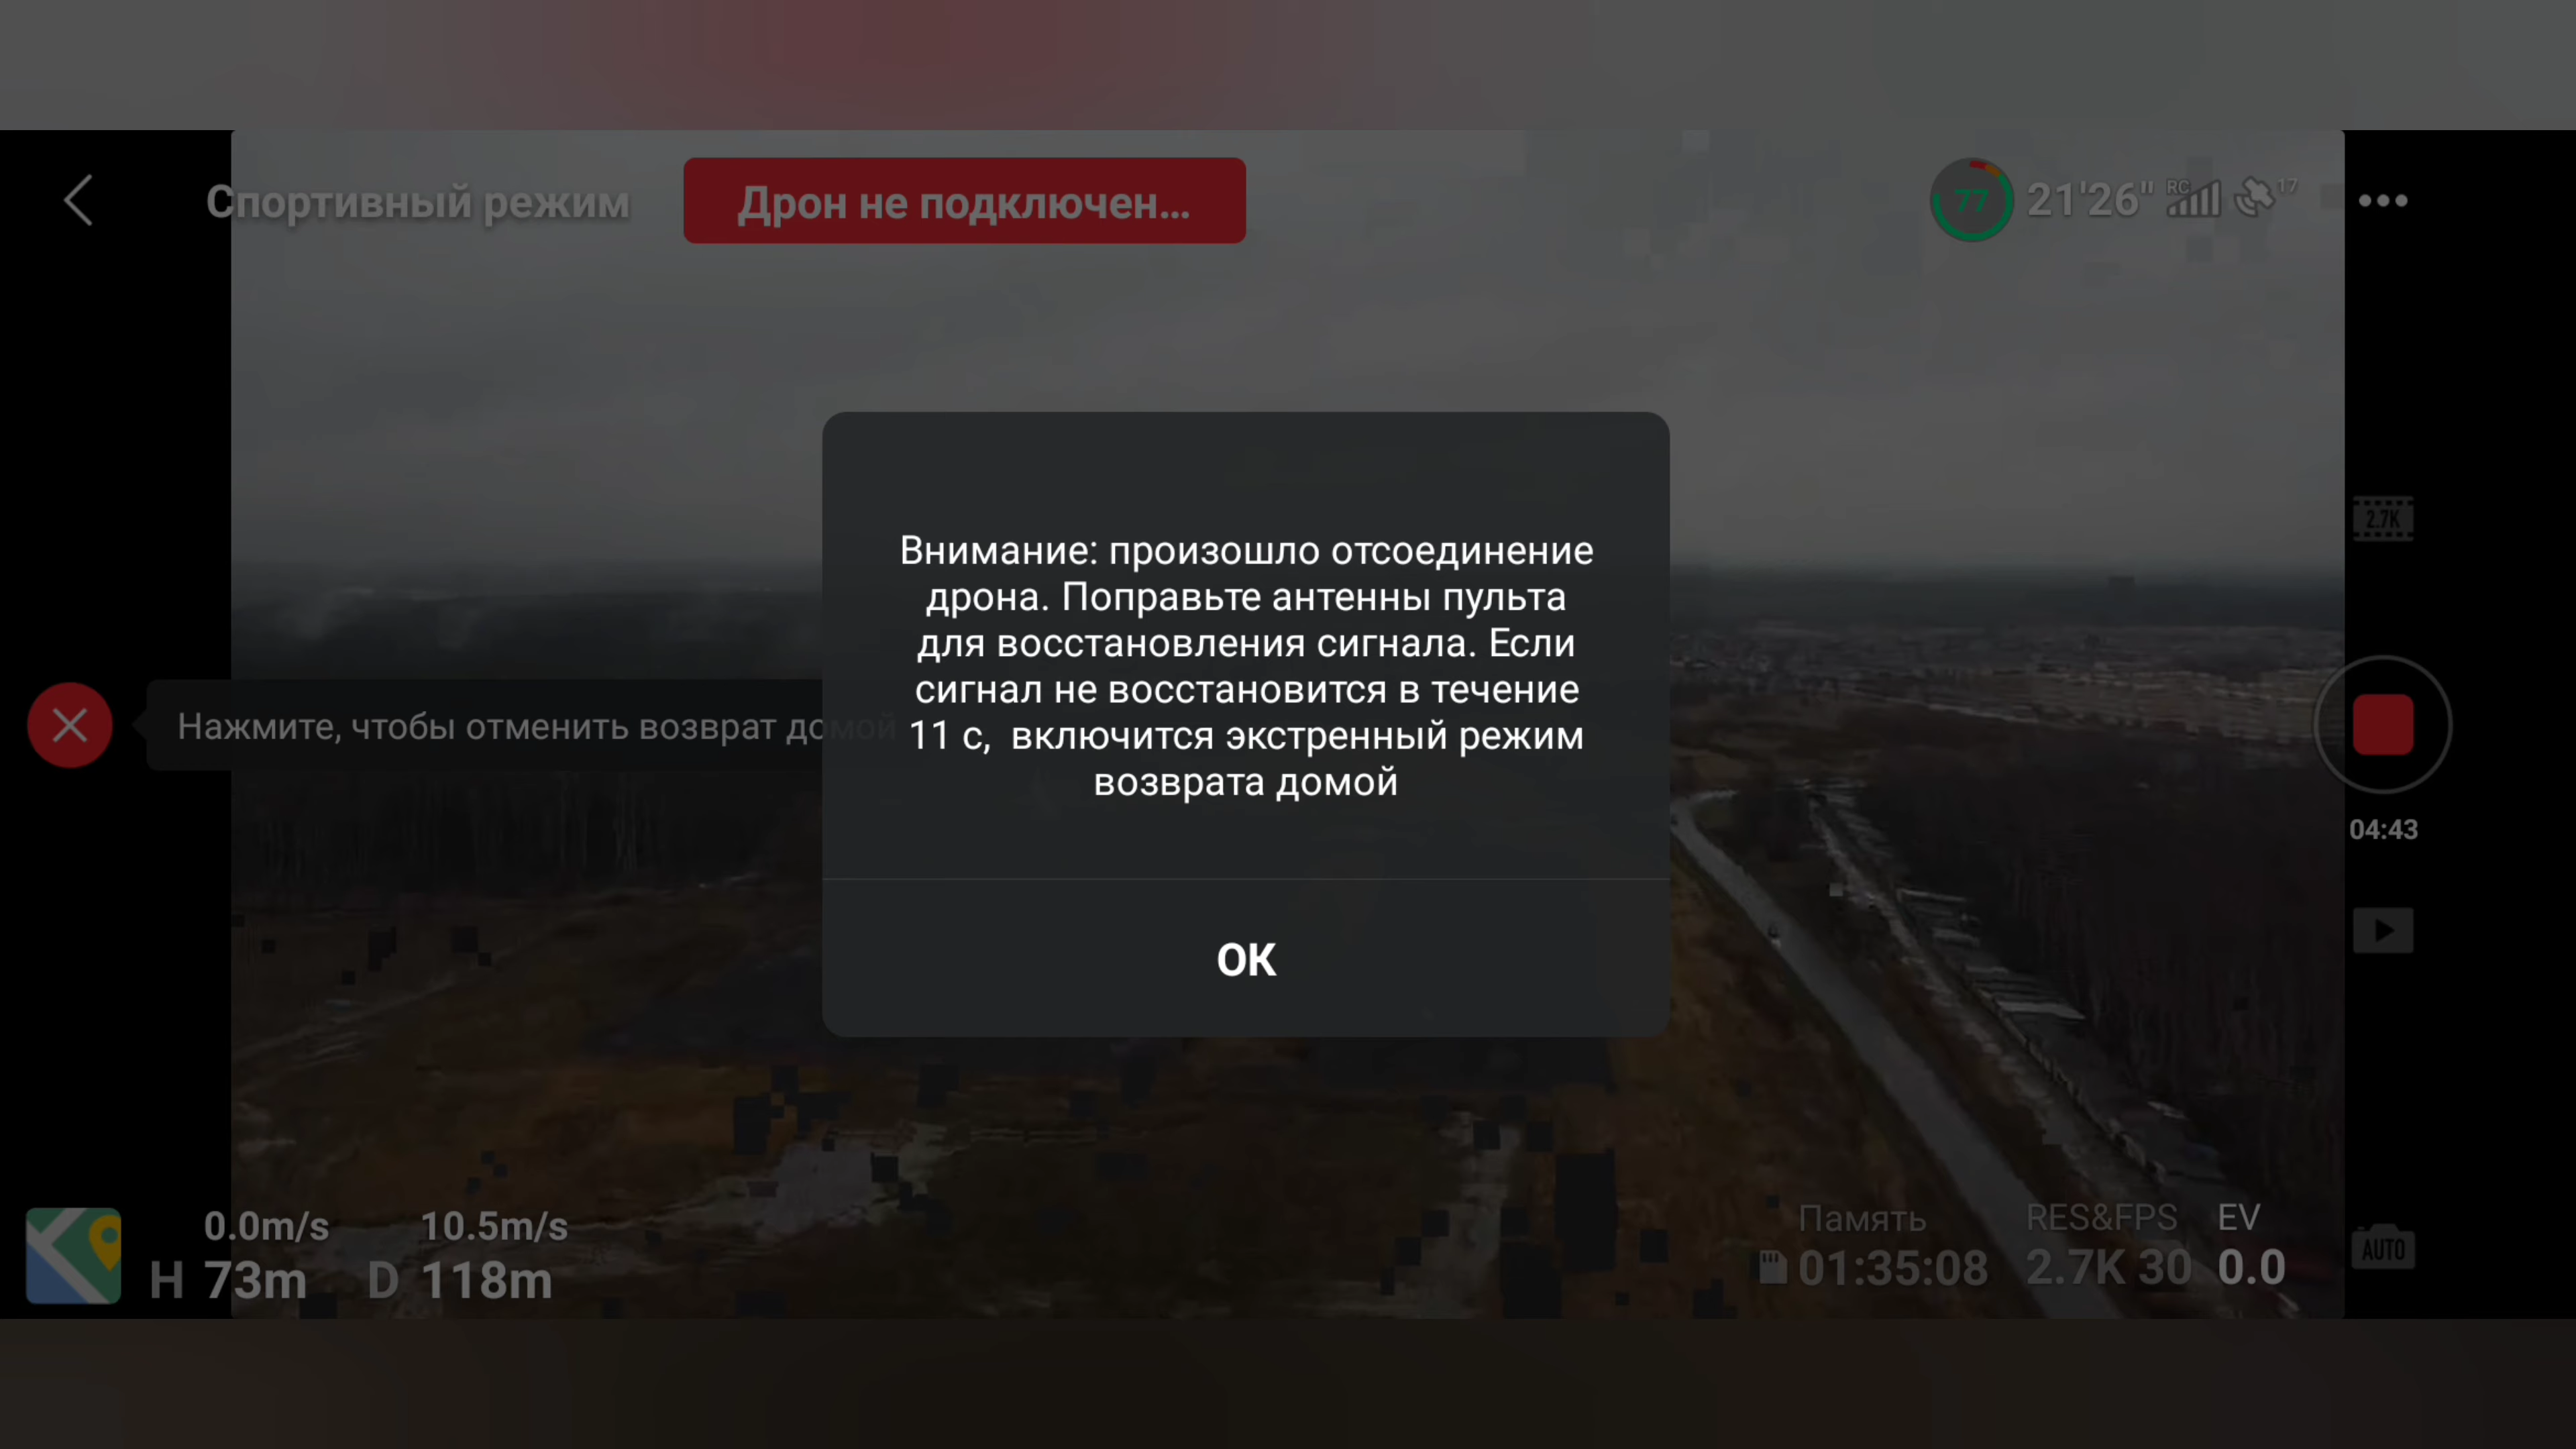 Спортивный режим
Дрон не подключен...
77
21'26"
RC
17
2.7K
Внимание: произошло отсоединение
дрона. Поправьте антенны пульта
для восстановления сигнала. Если
сигнал не восстановится в течение
11 с, включится экстренный режим
возврата домой
Нажмите, чтобы отменить возврат домой
04:43
ОК
0.0m/s 10.5m/s
H 73m D 118m
Память RES&FPS EV
01:35:08 2.7K 30 0.0
AUTO